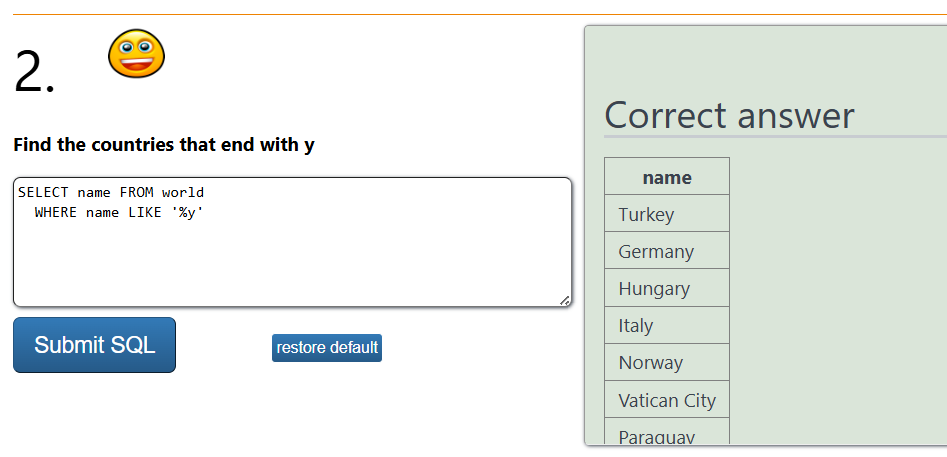 2.
Find the countries that end with y
SELECT name FROM world
WHERE name LIKE '%y'
Submit SQL
restore default
Correct answer
name
Turkey
Germany
Hungary
Italy
Norway
Vatican City
Paraguay